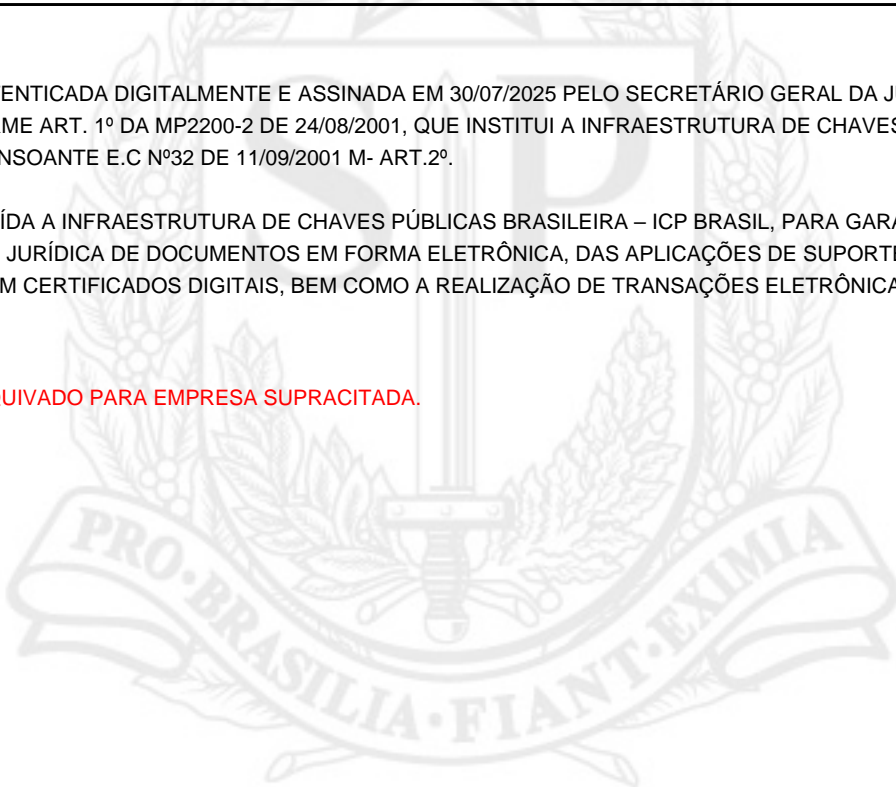 ENTICADA DIGITALMENTE E ASSINADA EM 30/07/2025 PELO SECRETÁRIO GERAL DA J
ME ART. 1º DA MP2200-2 DE 24/08/2001, QUE INSTITUI A INFRAESTRUTURA DE CHAVES
NSOANTE E.C Nº32 DE 11/09/2001 M- ART.2º.
ÍDA A INFRAESTRUTURA DE CHAVES PÚBLICAS BRASILEIRA – ICP BRASIL, PARA GARA
JURÍDICA DE DOCUMENTOS EM FORMA ELETRÔNICA, DAS APLICAÇÕES DE SUPORTE
M CERTIFICADOS DIGITAIS, BEM COMO A REALIZAÇÃO DE TRANSAÇÕES ELETRÔNICA
UIVADO PARA EMPRESA SUPRACITADA.
SP
PRO·BRASILIA·FIANT·EXIMIA